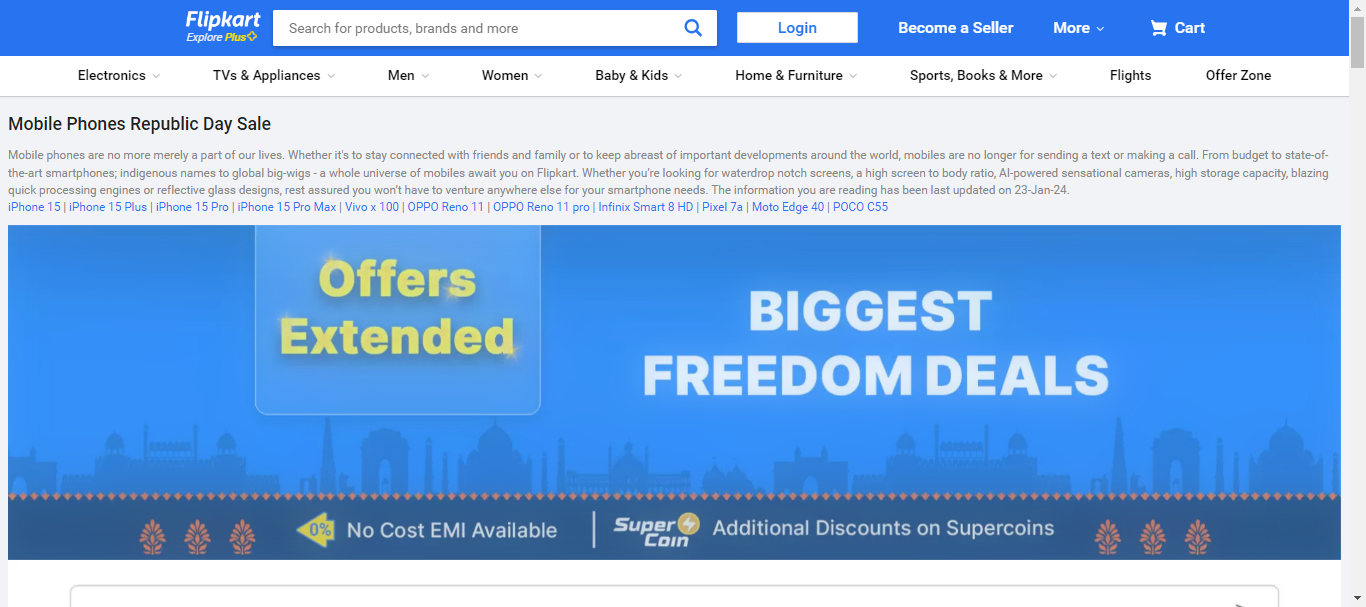 Flipkart
Explore Plus
Search for products, brands and more
Login
Become a Seller
More
Cart
Electronics
TVs & Appliances
Men
Women
Baby & Kids
Home & Furniture
Sports, Books & More
Flights
Offer Zone
Mobile Phones Republic Day Sale
Mobile phones are no more merely a part of our lives. Whether it's to stay connected with friends and family or to keep abreast of important developments around the world, mobiles are no longer for sending a text or making a call. From budget to state-of-
the-art smartphones; indigenous names to global big-wigs - a whole universe of mobiles await you on Flipkart. Whether you're looking for waterdrop notch screens, a high screen to body ratio, AI-powered sensational cameras, high storage capacity, blazing
quick processing engines or reflective glass designs, rest assured you won't have to venture anywhere else for your smartphone needs. The information you are reading has been last updated on 23-Jan-24.
iPhone 15 | iPhone 15 Plus | iPhone 15 Pro | iPhone 15 Pro Max | Vivo x 100 | OPPO Reno 11 | OPPO Reno 11 pro | Infinix Smart 8 HD | Pixel 7a | Moto Edge 40 | POCO C55
Offers
Extended
BIGGEST
FREEDOM DEALS
0% No Cost EMI Available
Super Coin
Additional Discounts on Supercoins